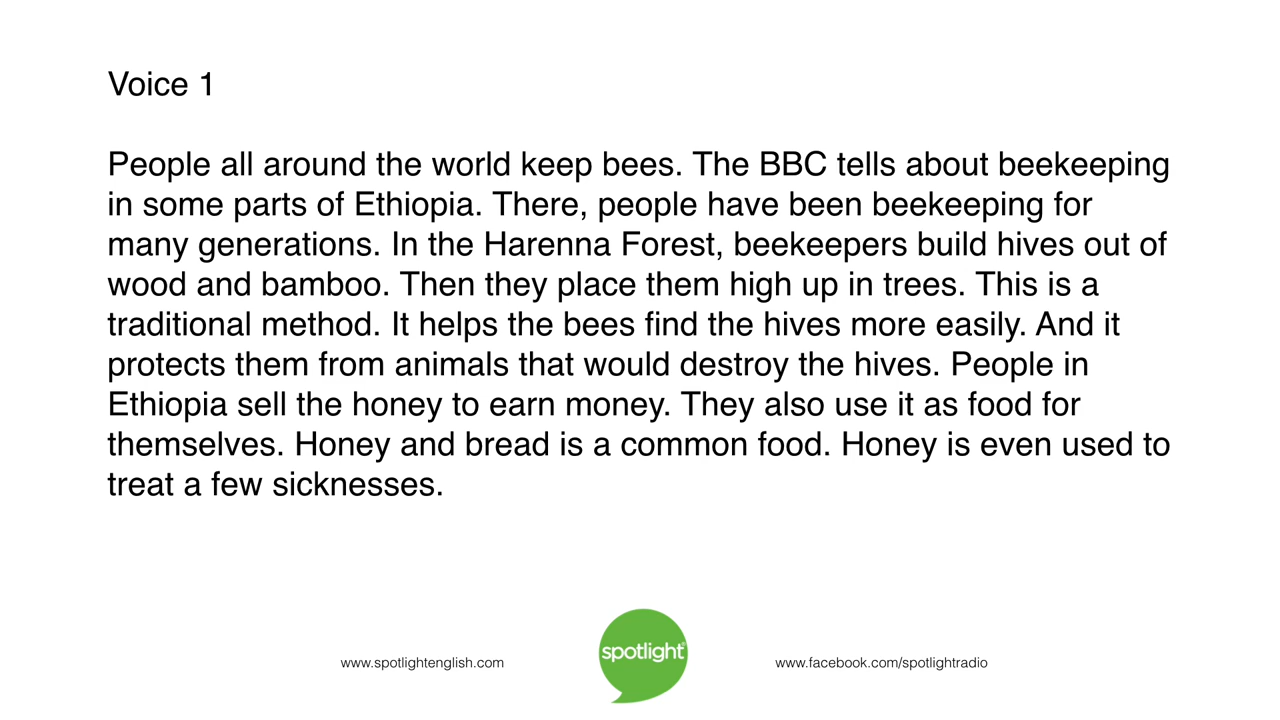 Voice 1
People all around the world keep bees. The BBC tells about beekeeping
in some parts of Ethiopia. There, people have been beekeeping for
many generations. In the Harenna Forest, beekeepers build hives out of
wood and bamboo. Then they place them high up in trees. This is a
traditional method. It helps the bees find the hives more easily. And it
protects them from animals that would destroy the hives. People in
Ethiopia sell the honey to earn money. They also use it as food for
themselves. Honey and bread is a common food. Honey is even used to
treat a few sicknesses.
www.spotlightenglish.com
spotlight®
www.facebook.com/spotlightradio